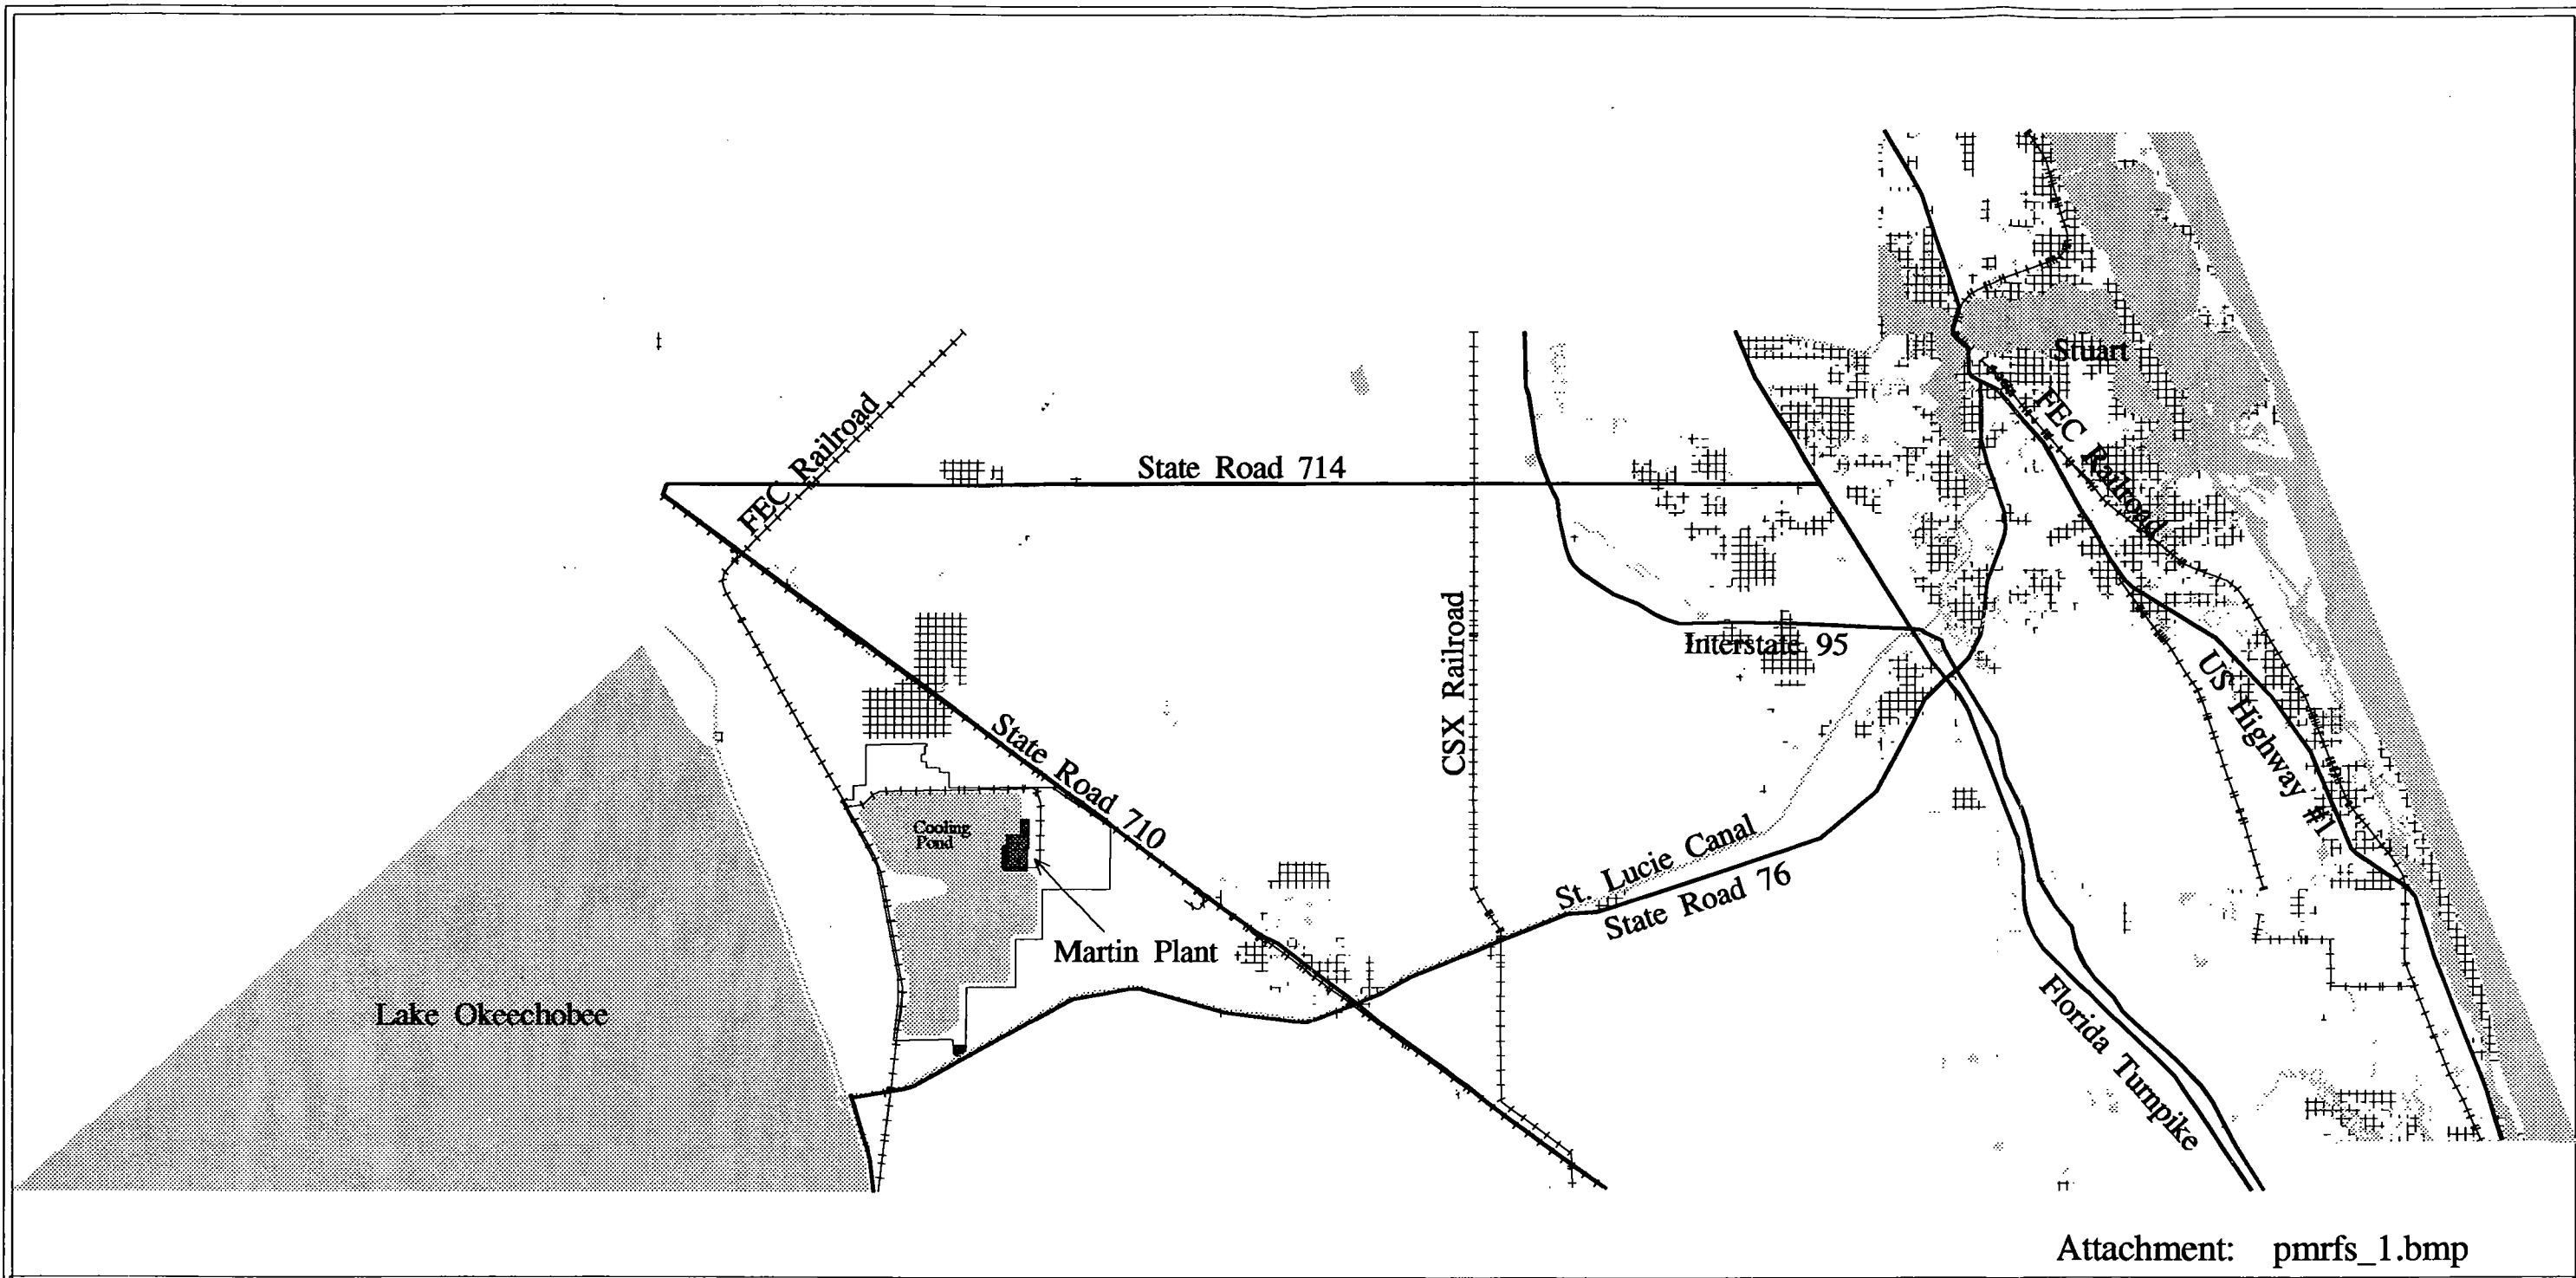 Stuart
FEC Railroad
FEC Railroad
State Road 714
CSX Railroad
Interstate 95
US Highway #1
State Road 710
Cooling
Pond
St. Lucie Canal
State Road 76
Martin Plant
Lake Okeechobee
Florida Turnpike
Attachment: pmrfs_1.bmp